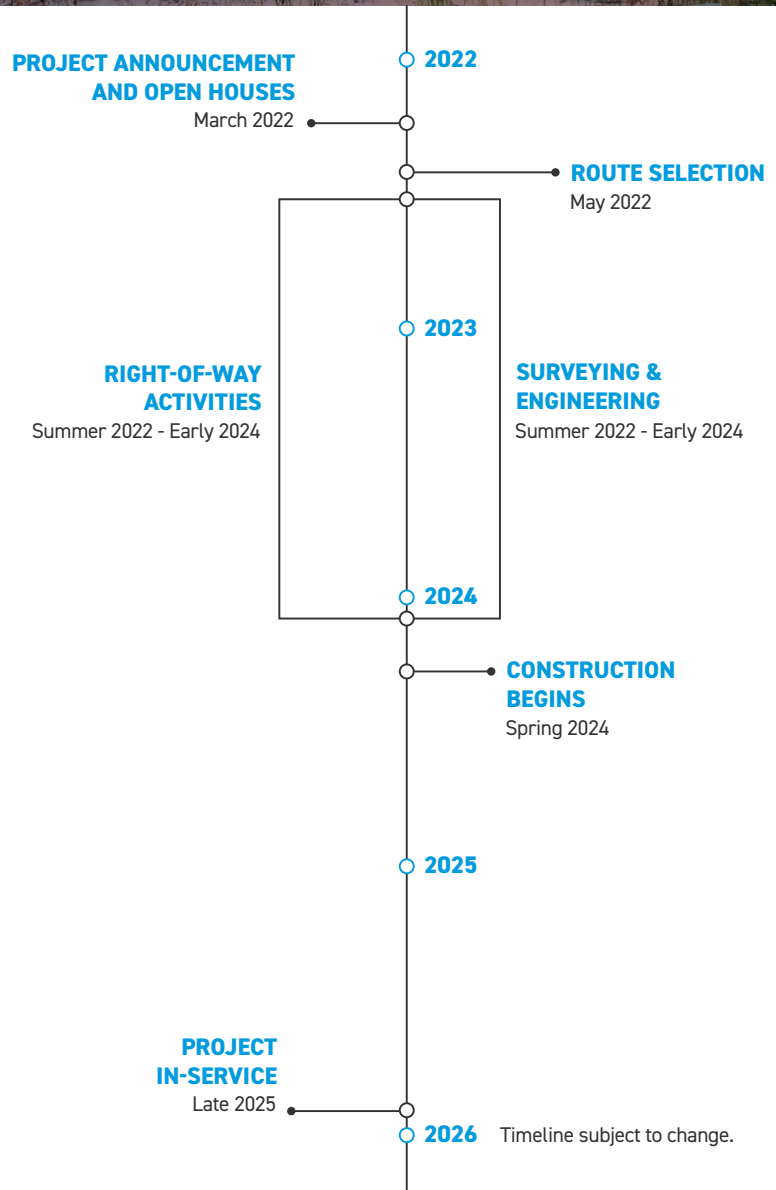 2022
PROJECT ANNOUNCEMENT
AND OPEN HOUSES
March 2022
ROUTE SELECTION
May 2022
2023
RIGHT-OF-WAY
ACTIVITIES
Summer 2022 - Early 2024
SURVEYING &
ENGINEERING
Summer 2022 - Early 2024
2024
CONSTRUCTION
BEGINS
Spring 2024
2025
PROJECT
IN-SERVICE
Late 2025
2026
Timeline subject to change.